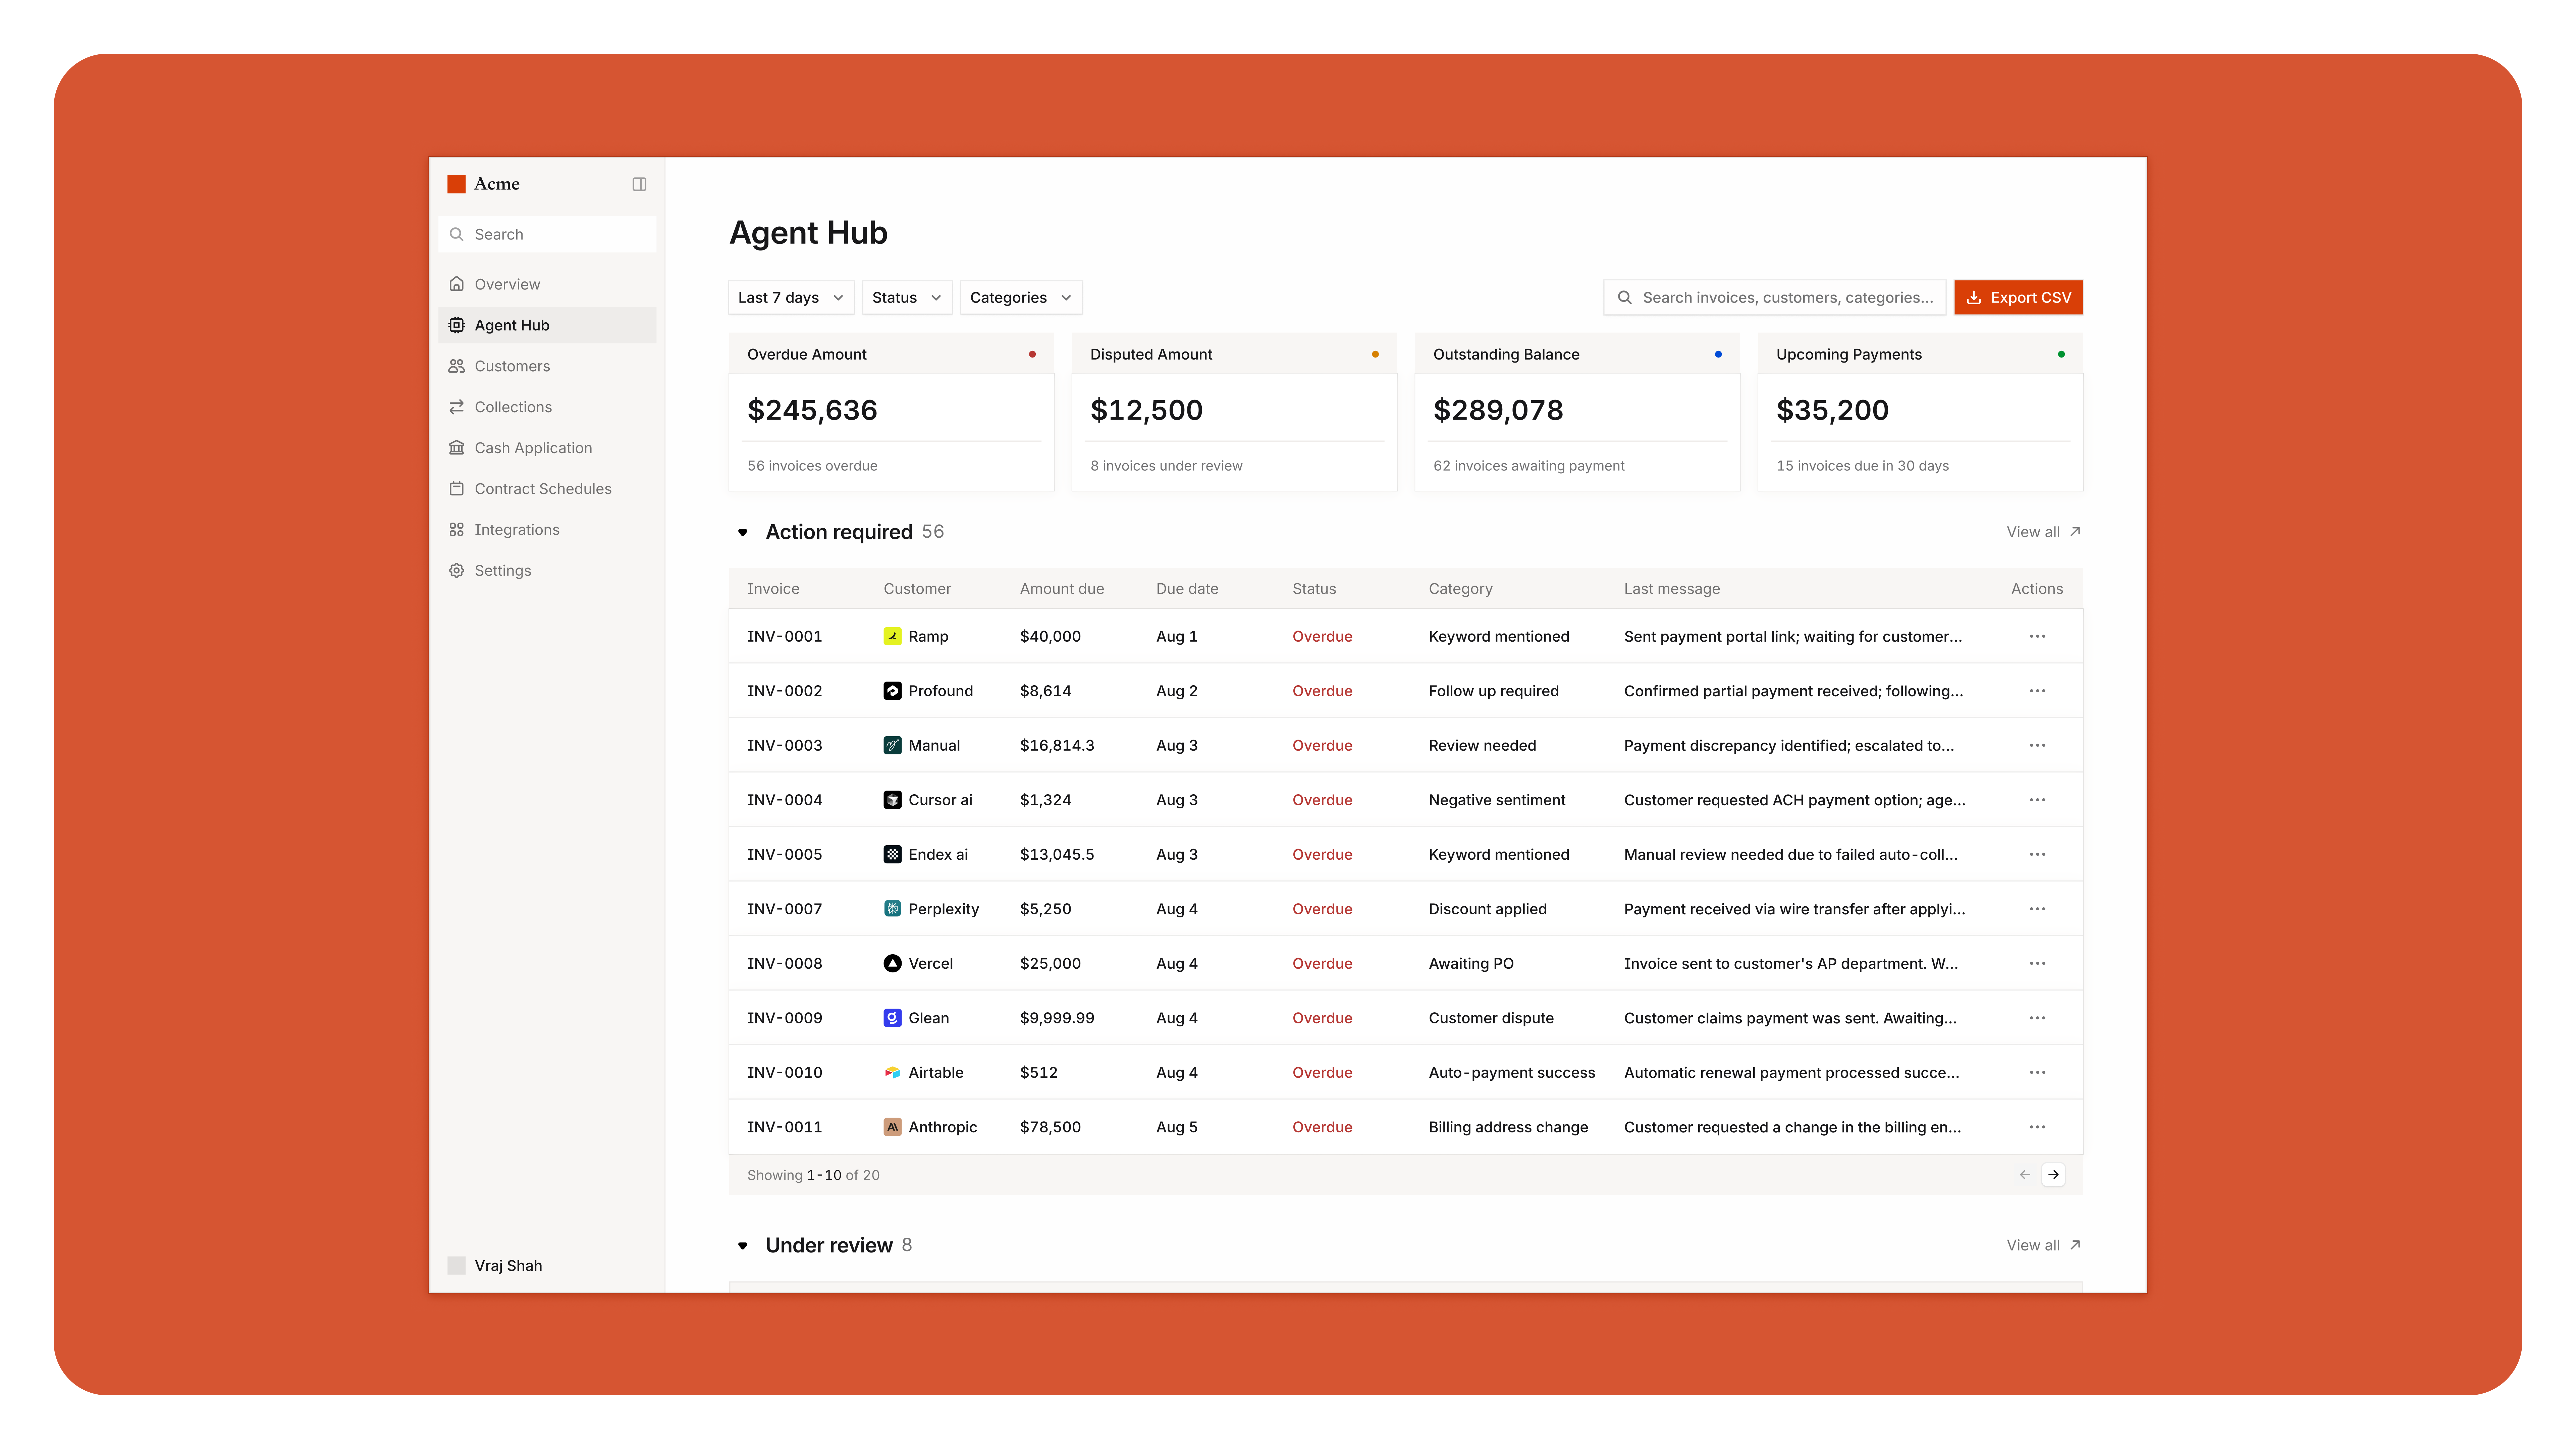 Acme
Search
Overview
Agent Hub
Customers
Collections
Cash Application
Contract Schedules
Integrations
Settings
Vraj Shah
Agent Hub
Last 7 days Status Categories Search invoices, customers, categories... Export CSV
Overdue Amount Disputed Amount Outstanding Balance Upcoming Payments
$245,636 $12,500 $289,078 $35,200
56 invoices overdue 8 invoices under review 62 invoices awaiting payment 15 invoices due in 30 days
Action required 56 View all
Invoice Customer Amount due Due date Status Category Last message Actions
INV-0001 Ramp $40,000 Aug 1 Overdue Keyword mentioned Sent payment portal link; waiting for customer...
INV-0002 Profound $8,614 Aug 2 Overdue Follow up required Confirmed partial payment received; following...
INV-0003 Manual $16,814.3 Aug 3 Overdue Review needed Payment discrepancy identified; escalated to...
INV-0004 Cursor ai $1,324 Aug 3 Overdue Negative sentiment Customer requested ACH payment option; age...
INV-0005 Endex ai $13,045.5 Aug 3 Overdue Keyword mentioned Manual review needed due to failed auto-coll...
INV-0007 Perplexity $5,250 Aug 4 Overdue Discount applied Payment received via wire transfer after applyi...
INV-0008 Vercel $25,000 Aug 4 Overdue Awaiting PO Invoice sent to customer's AP department. W...
INV-0009 Glean $9,999.99 Aug 4 Overdue Customer dispute Customer claims payment was sent. Awaiting...
INV-0010 Airtable $512 Aug 4 Overdue Auto-payment success Automatic renewal payment processed succe...
INV-0011 Anthropic $78,500 Aug 5 Overdue Billing address change Customer requested a change in the billing en...
Showing 1-10 of 20
Under review 8 View all